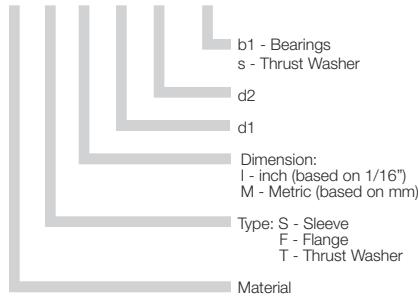 b1 - Bearings
s - Thrust Washer
d2
d1
Dimension:
I - inch (based on 1/16”)
M - Metric (based on mm)
Type: S - Sleeve
F - Flange
T - Thrust Washer
Material